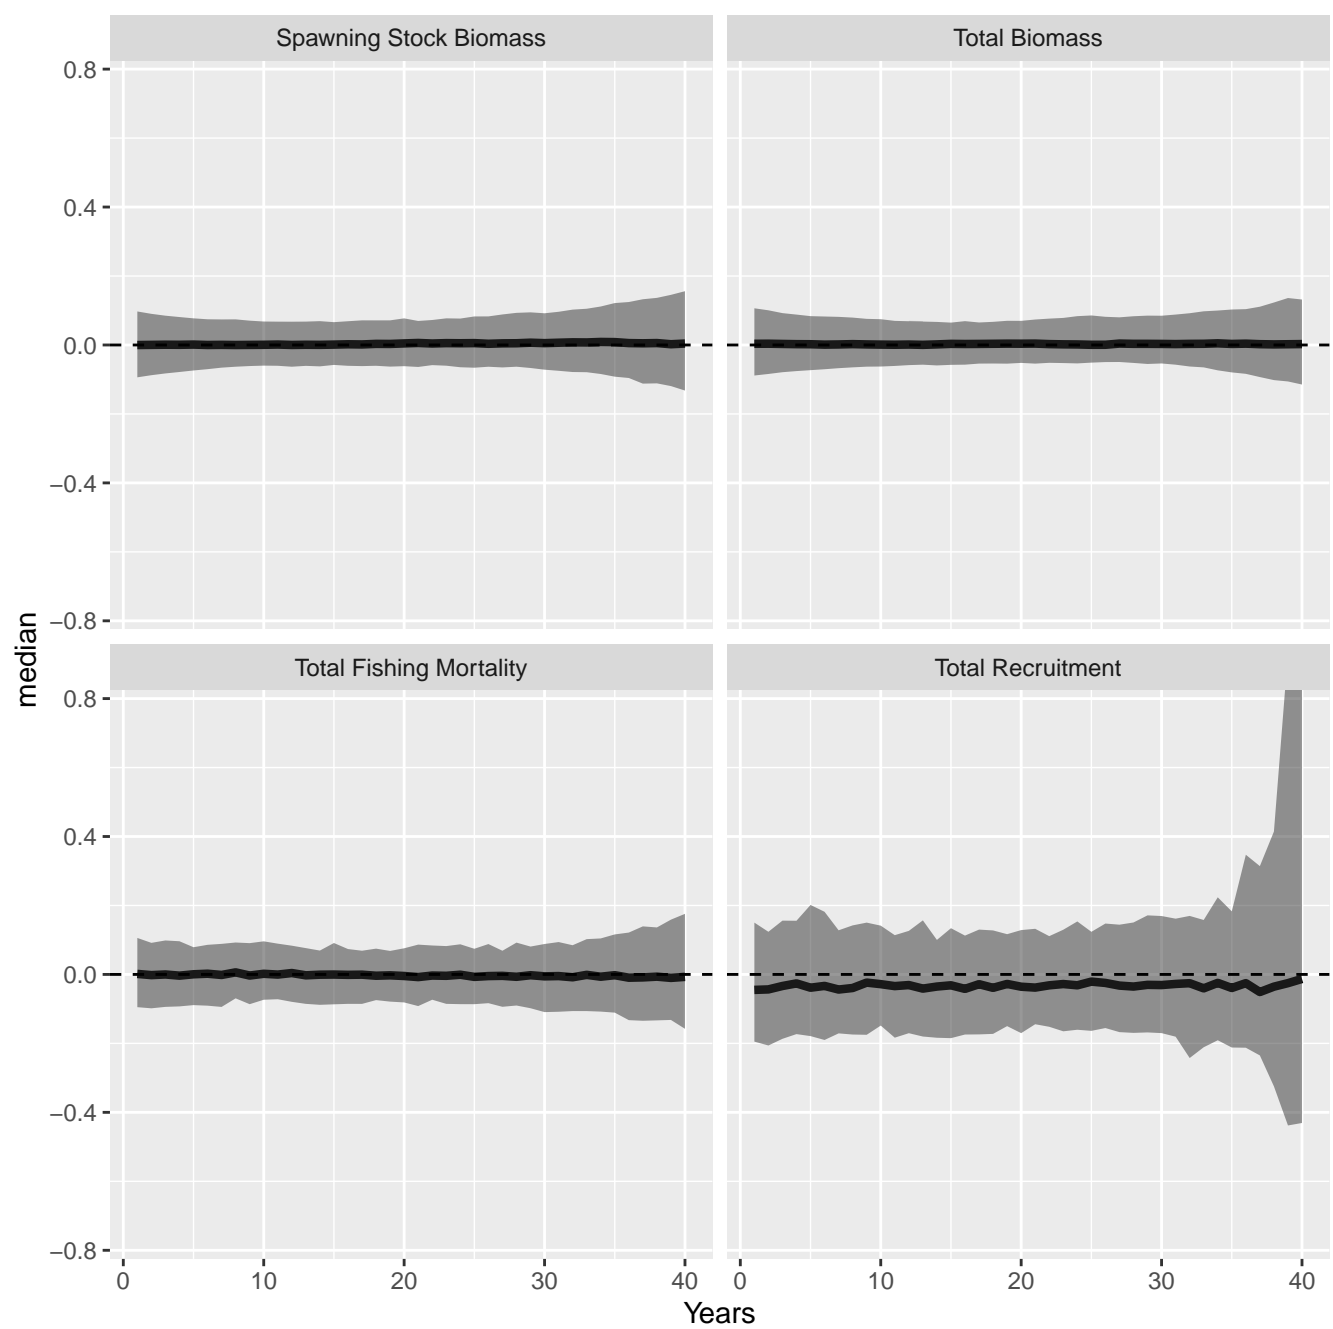 Spawning Stock Biomass
Total Biomass
0.8
0.4
0.0
−0.4
−0.8
median
Total Fishing Mortality
Total Recruitment
0.8
0.4
0.0
−0.4
−0.8
0 10 20 30 40
0 10 20 30 40
Years